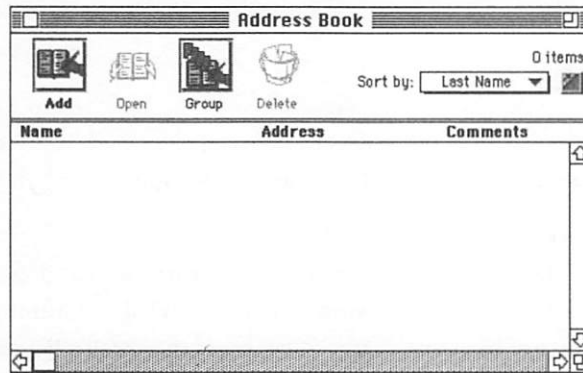 Address Book
0 items
Sort by: Last Name
Add Open Group Delete
Name Address Comments